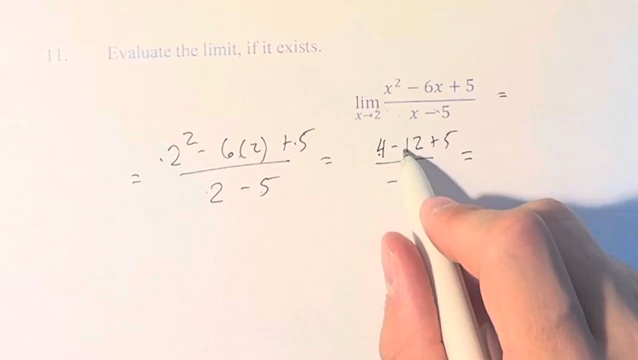 11. Evaluate the limit, if it exists.
lim x→2 (x² − 6x + 5)/(x − 5) =
= (2² − 6(2) + 5)/(2 − 5) = (4 − 12 + 5)/− =